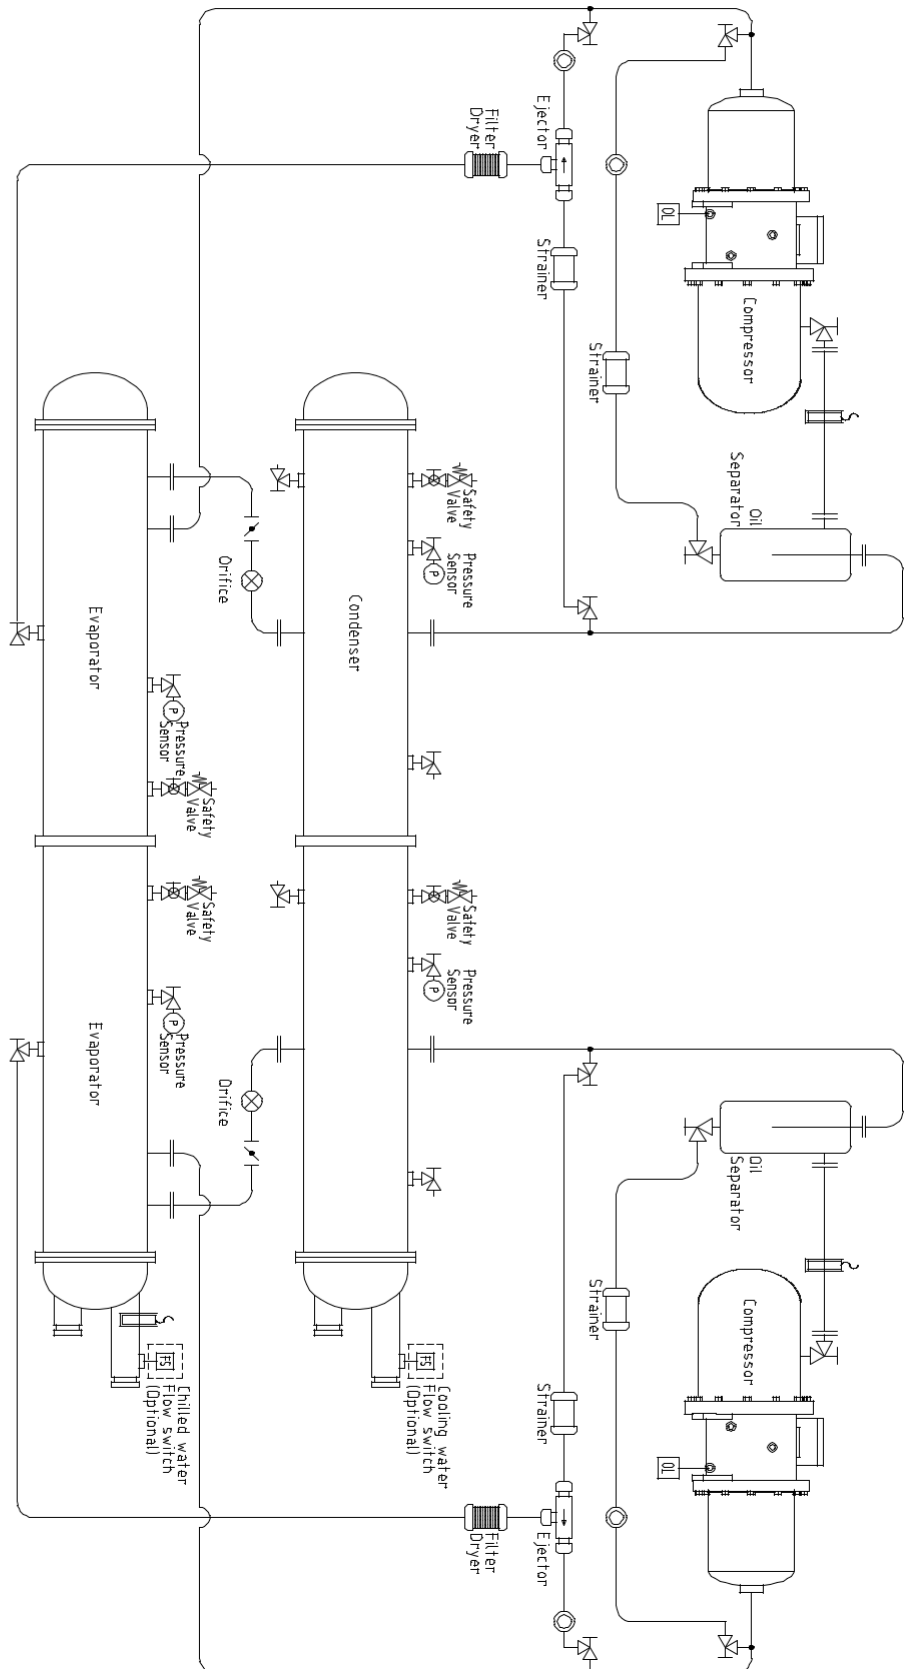 Compressor
Compressor
Oil
Separator
Oil
Separator
OL
OL
Strainer
Strainer
Ejector
Strainer
Strainer
Ejector
Filter
Dryer
Filter
Dryer
Safety
Valve
Pressure
Sensor
P
Safety
Valve
Pressure
Sensor
P
Cooling water
Flow switch
(Optional)
FS
Condenser
Orifice
Orifice
Pressure
Sensor
P
Safety
Valve
Safety
Valve
Pressure
Sensor
P
Chilled water
Flow switch
(Optional)
FS
Evaporator
Evaporator